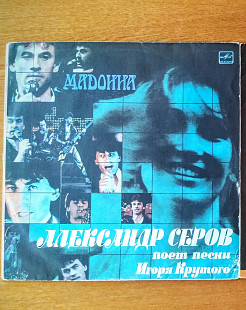 МАДОННА
АЛЕКСАНДР СЕРОВ
поет песни
Игоря Крутого